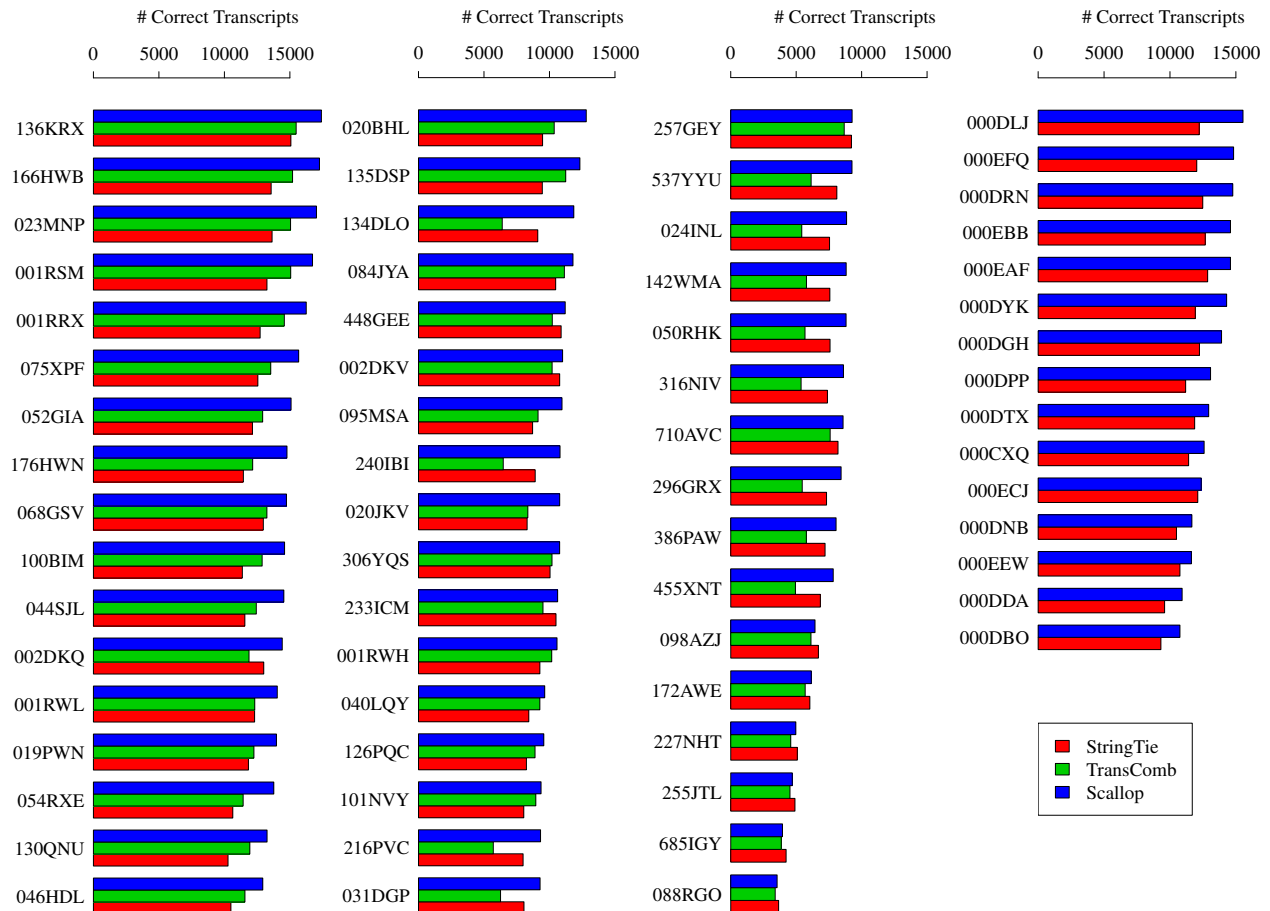 # Correct Transcripts
0 5000 10000 15000
136KRX
166HWB
023MNP
001RSM
001RRX
075XPF
052GIA
176HWN
068GSV
100BIM
044SJL
002DKQ
001RWL
019PWN
054RXE
130QNU
046HDL
# Correct Transcripts
0 5000 10000 15000
020BHL
135DSP
134DLO
084JYA
448GEE
002DKV
095MSA
240IBI
020JKV
306YQS
233ICM
001RWH
040LQY
126PQC
101NVY
216PVC
031DGP
# Correct Transcripts
0 5000 10000 15000
257GEY
537YYU
024INL
142WMA
050RHK
316NIV
710AVC
296GRX
386PAW
455XNT
098AZJ
172AWE
227NHT
255JTL
685IGY
088RGO
# Correct Transcripts
0 5000 10000 15000
000DLJ
000EFQ
000DRN
000EBB
000EAF
000DYK
000DGH
000DPP
000DTX
000CXQ
000ECJ
000DNB
000EEW
000DDA
000DBO
StringTie
TransComb
Scallop